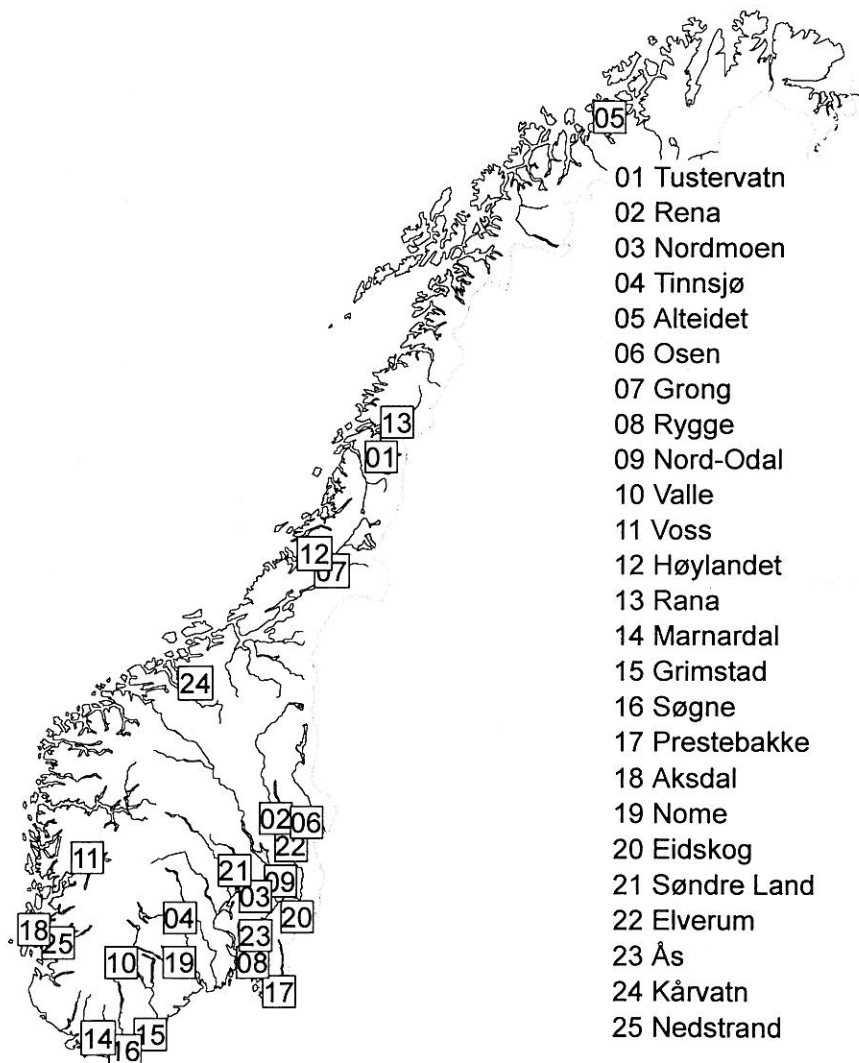 05
01 Tustervatn
02 Rena
03 Nordmoen
04 Tinnsjø
05 Alteidet
06 Osen
07 Grong
08 Rygge
09 Nord-Odal
10 Valle
11 Voss
12 Høylandet
13 Rana
14 Marnardal
15 Grimstad
16 Søgne
17 Prestebakke
18 Aksdal
19 Nome
20 Eidskog
21 Søndre Land
22 Elverum
23 Ås
24 Kårvatn
25 Nedstrand
13
01
12
07
24
02
06
22
11
21
09
03
04
20
18
25
23
10
19
08
17
14
15
16